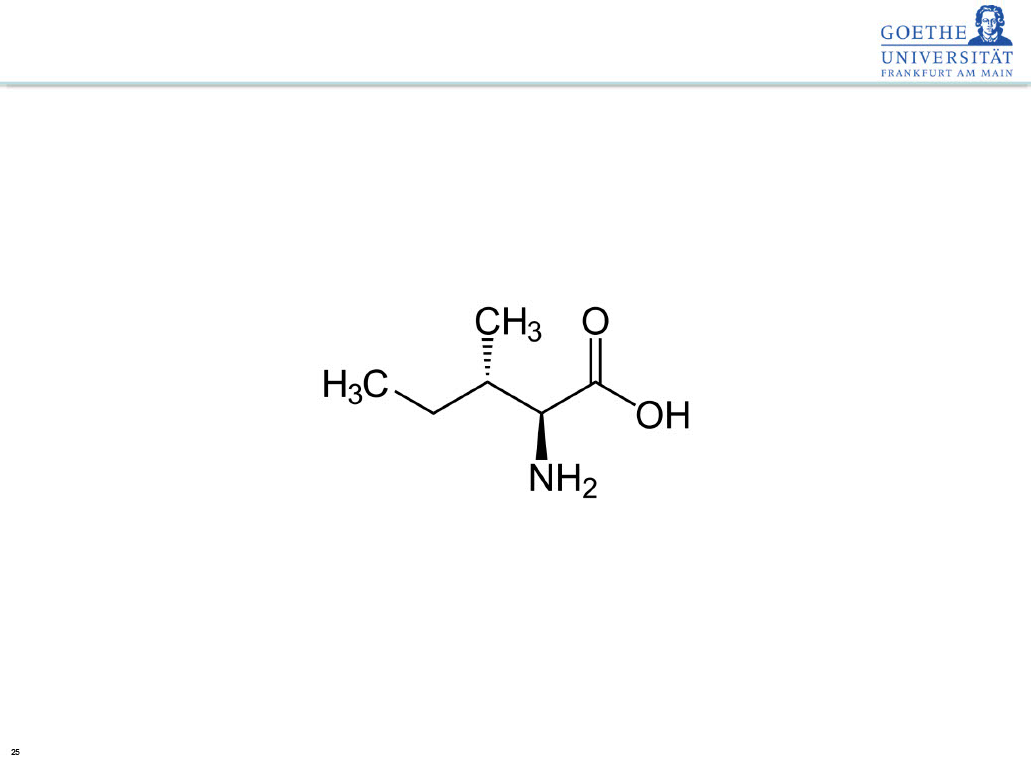 GOETHE
UNIVERSITÄT
FRANKFURT AM MAIN
CH₃
O
H₃C
OH
NH₂
25